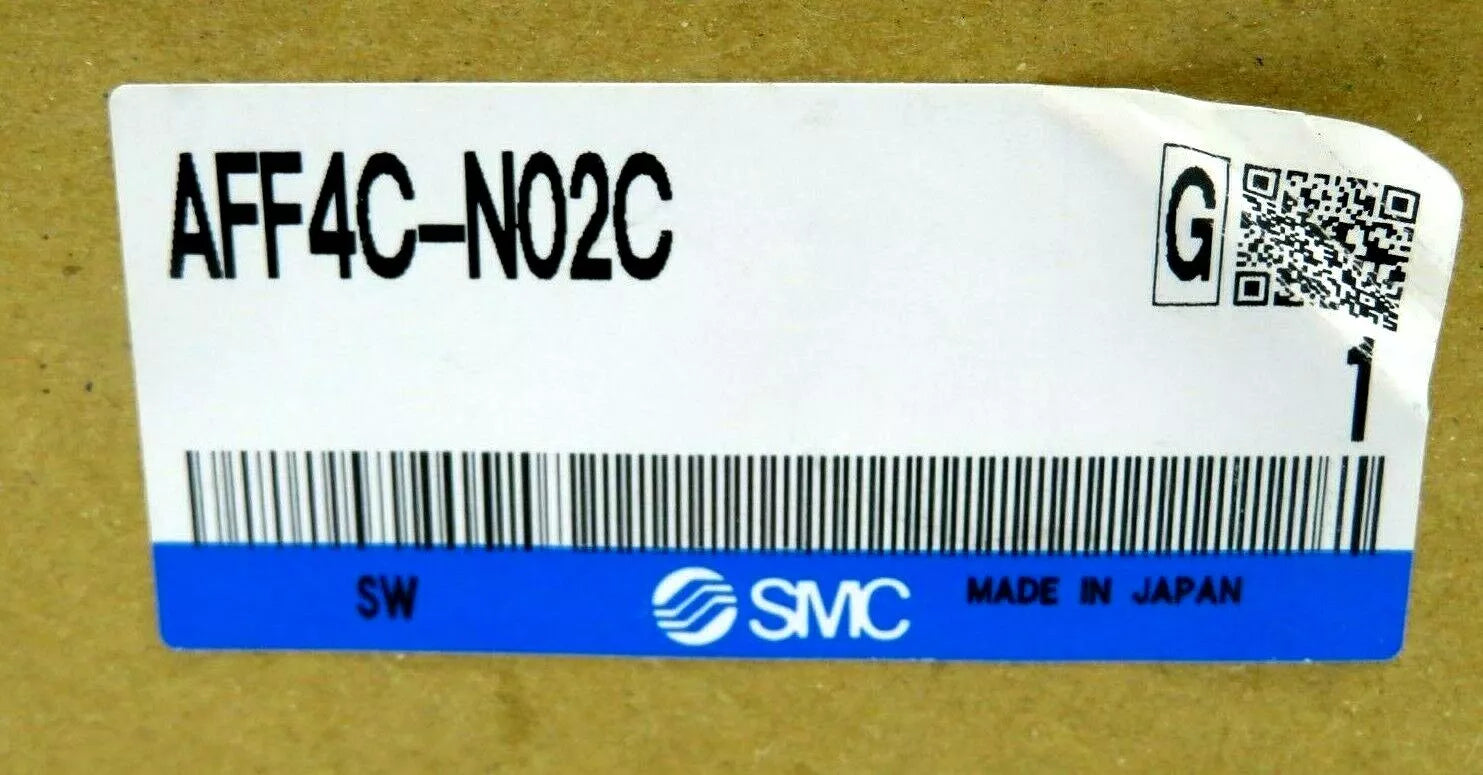 AFF4C-N02C
G
1
SW
SMC
MADE IN JAPAN